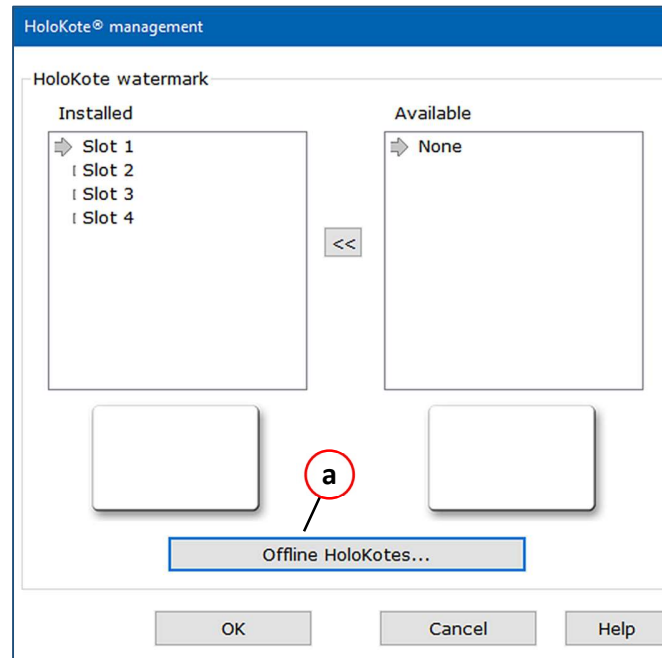 HoloKote® management
HoloKote watermark
Installed
Available
Slot 1
Slot 2
Slot 3
Slot 4
None
<<
a
Offline HoloKotes...
OK
Cancel
Help